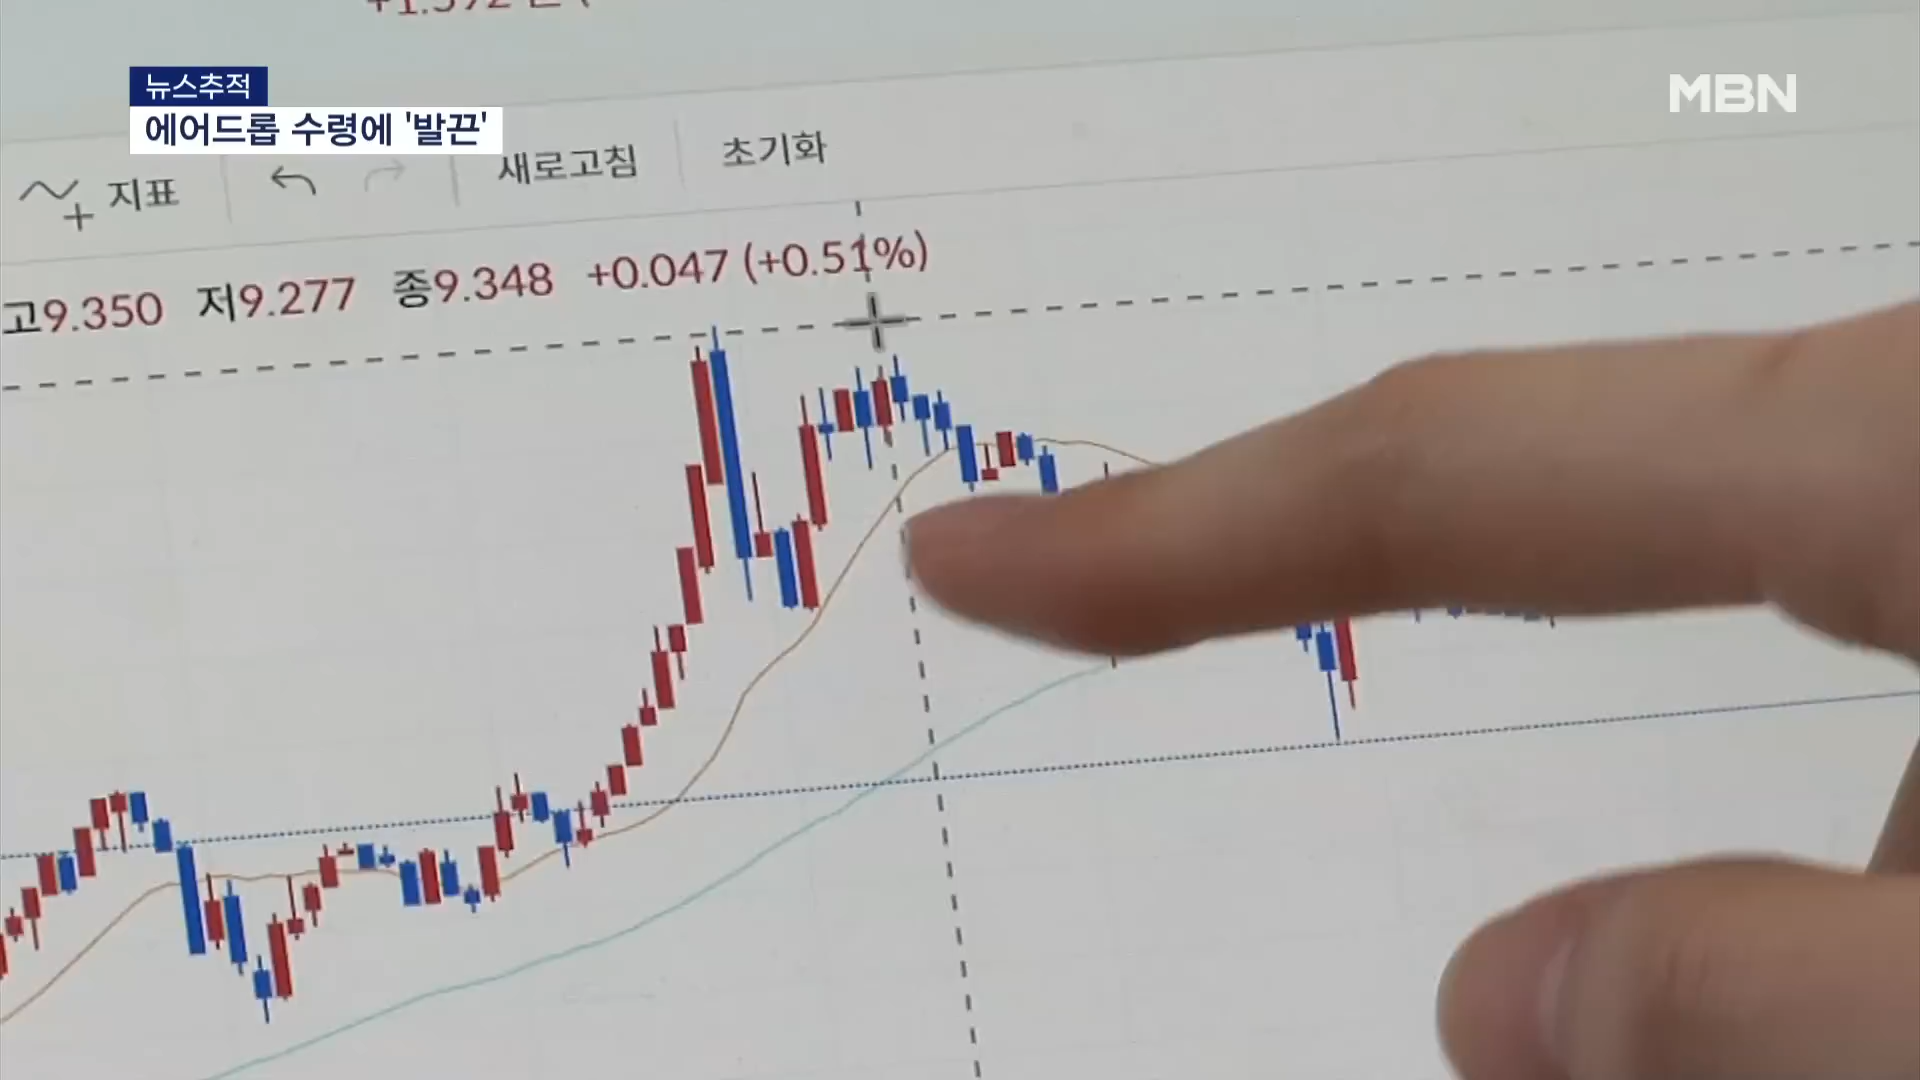 뉴스추적
에어드롭 수령에 '발끈'
MBN
지표 새로고침 초기화
고9.350 저9.277 종9.348 +0.047 (+0.51%)